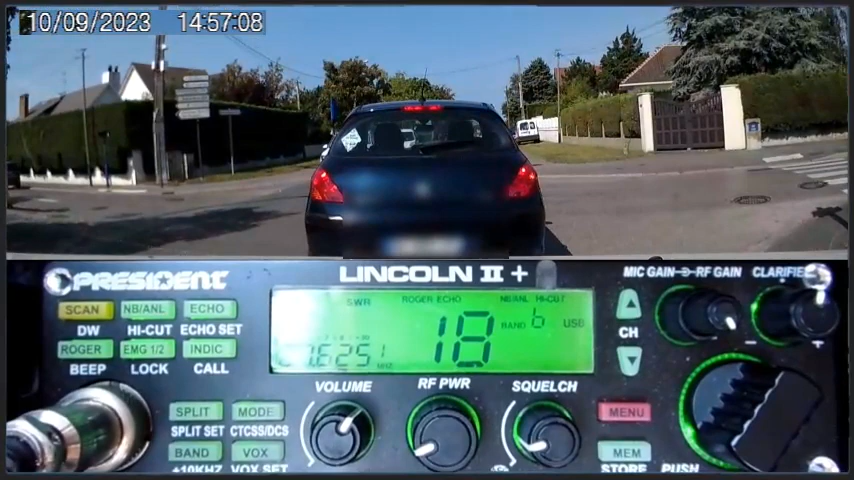 10/09/2023 14:57:08
PRESIDENT LINCOLN II + MIC GAIN RF GAIN CLARIFIER
SCAN NB/ANL ECHO
DW HI-CUT ECHO SET
ROGER EMG 1/2 INDIC
BEEP LOCK CALL
SWR ROGER ECHO NB/ANL HI-CUT
18 BAND b USB
27.6251 MHZ
CH
VOLUME RF PWR SQUELCH
SPLIT MODE
SPLIT SET CTCSS/DCS
BAND VOX
+10KHZ VOX SET
MENU
MEM
STORE PUSH
- +